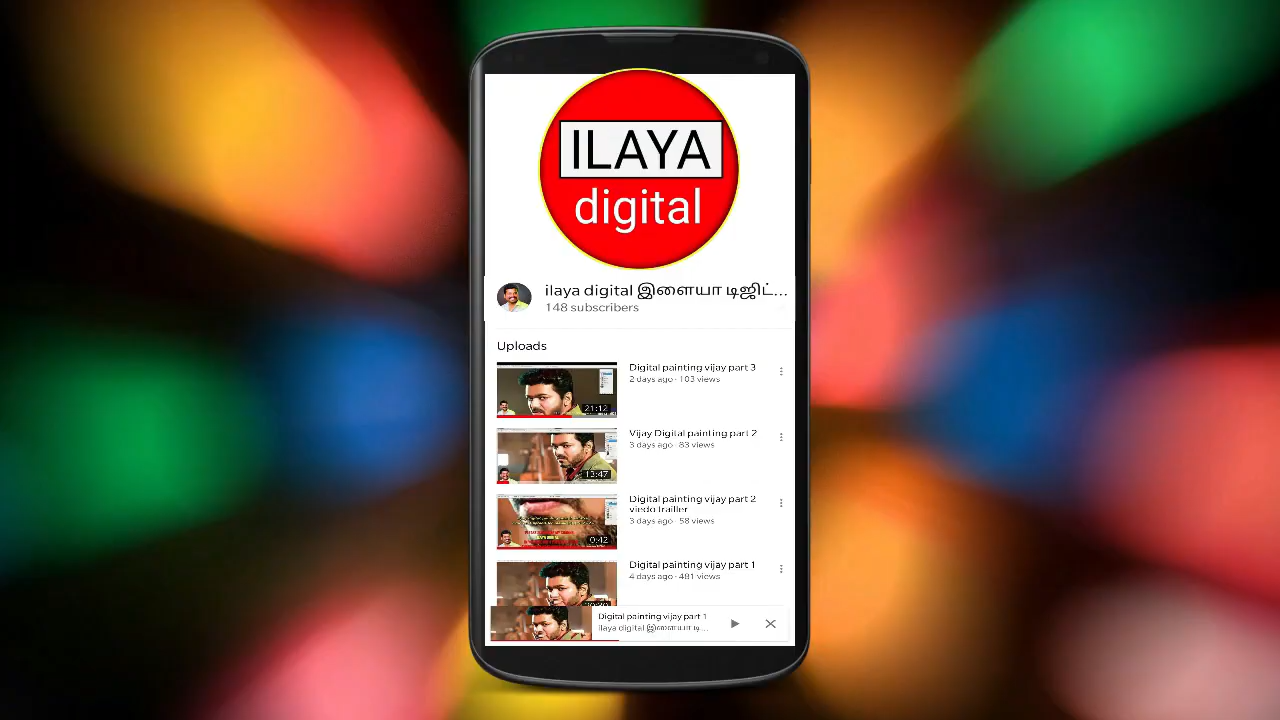 ILAYA
digital
ilaya digital இளையா டிஜிட்...
148 subscribers
Uploads
Digital painting vijay part 3
2 days ago · 103 views
21:12
Vijay Digital painting part 2
3 days ago · 83 views
13:47
Digital painting vijay part 2
viedo trailler
3 days ago · 58 views
0:42
Digital painting vijay part 1
4 days ago · 481 views
Digital painting vijay part 1
ilaya digital இளையா டி...